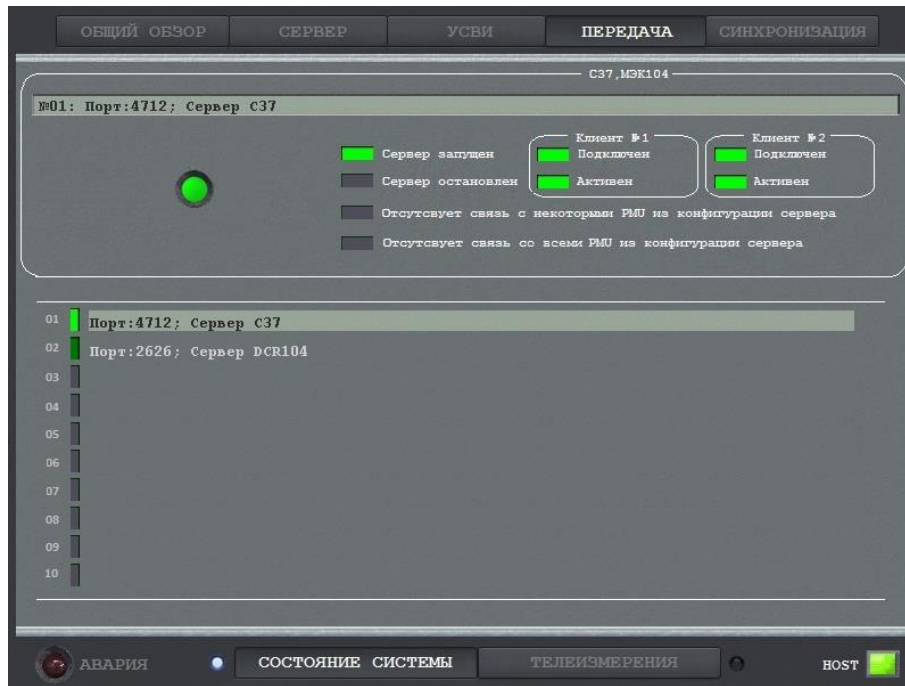 ОБЩИЙ ОБЗОР СЕРВЕР УСВИ ПЕРЕДАЧА СИНХРОНИЗАЦИЯ
C37,МЭК104
№01: Порт:4712; Сервер C37
Клиент №1 Клиент №2
Сервер запущен Подключен Подключен
Сервер остановлен Активен Активен
Отсутсвует связь с некоторыми PMU из конфигурации сервера
Отсутсвует связь со всеми PMU из конфигурации сервера
01 Порт:4712; Сервер C37
02 Порт:2626; Сервер DCR104
03
04
05
06
07
08
09
10
АВАРИЯ СОСТОЯНИЕ СИСТЕМЫ ТЕЛЕИЗМЕРЕНИЯ HOST